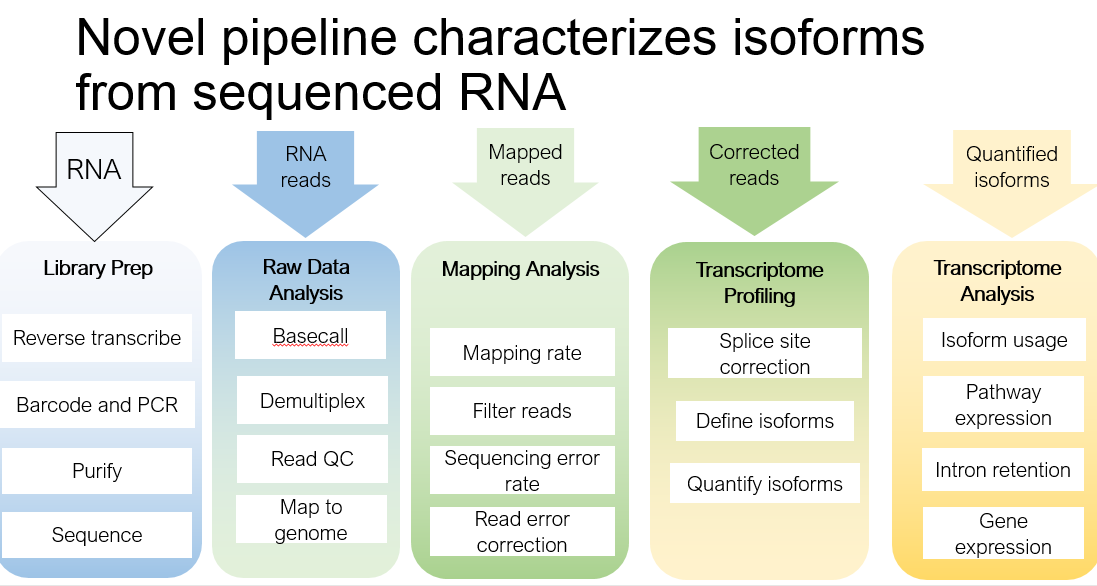 Novel pipeline characterizes isoforms
from sequenced RNA
RNA
RNA
reads
Mapped
reads
Corrected
reads
Quantified
isoforms
Library Prep
Reverse transcribe
Barcode and PCR
Purify
Sequence
Raw Data
Analysis
Basecall
Demultiplex
Read QC
Map to
genome
Mapping Analysis
Mapping rate
Filter reads
Sequencing error
rate
Read error
correction
Transcriptome
Profiling
Splice site
correction
Define isoforms
Quantify isoforms
Transcriptome
Analysis
Isoform usage
Pathway
expression
Intron retention
Gene
expression